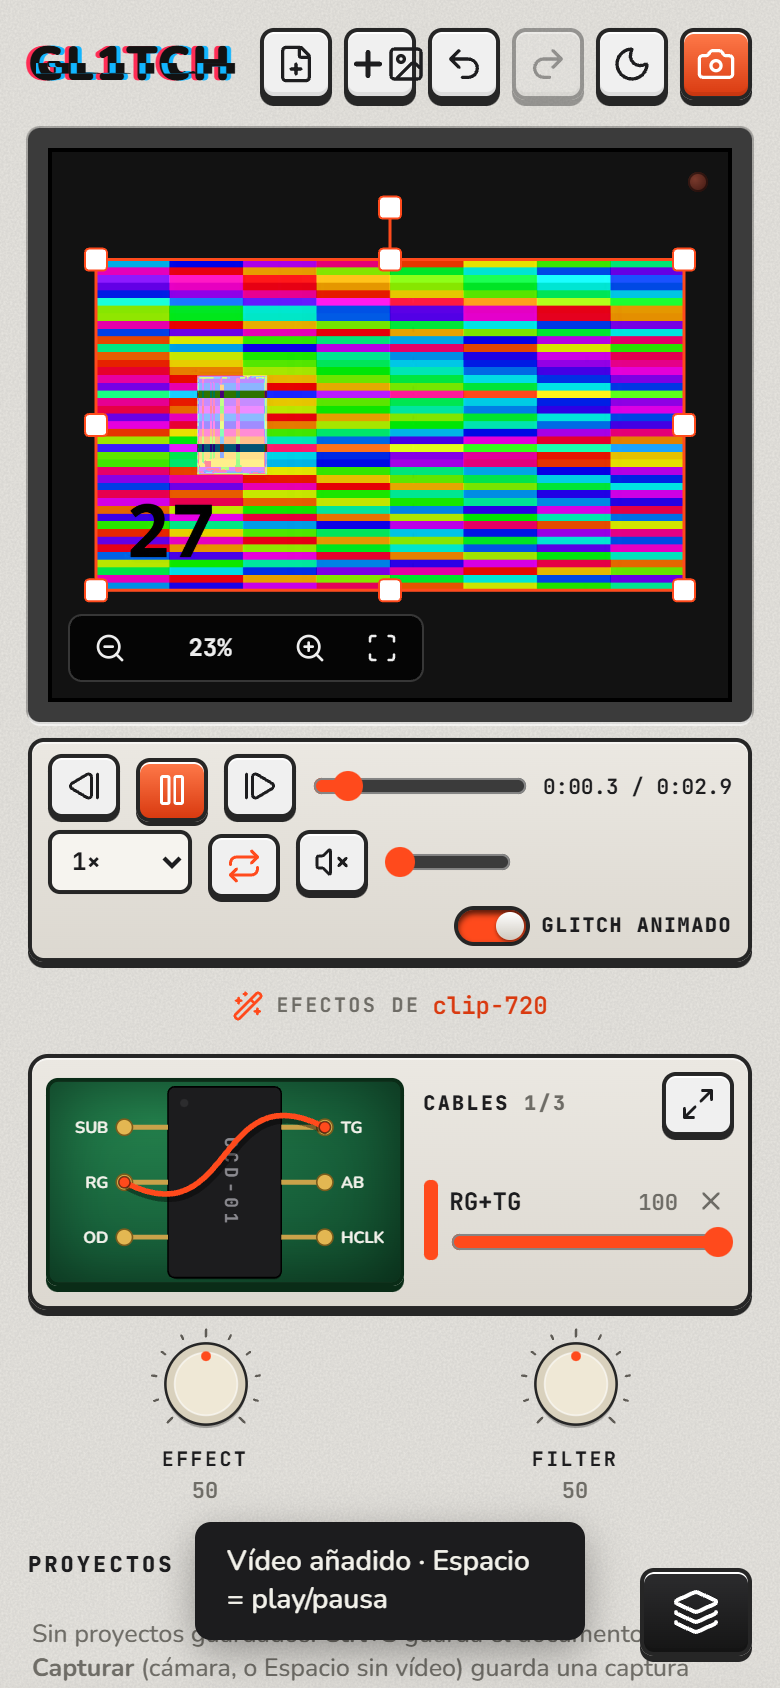 GL1TCH
27
23%
0:00.3 / 0:02.9
1×
GLITCH ANIMADO
EFECTOS DE clip-720
SUB
TG
RG
AB
OD
HCLK
CCD-01
CABLES 1/3
RG+TG 100
EFFECT
50
FILTER
50
PROYECTOS
Vídeo añadido · Espacio
= play/pausa
Sin proyectos
Capturar (cámara, o Espacio sin vídeo) guarda una captura